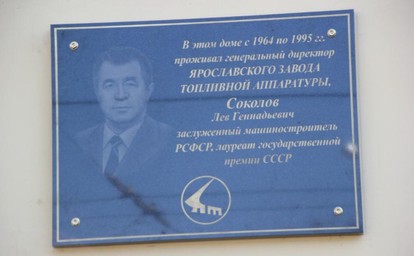 В этом доме с 1964 по 1995 г.г.
проживал генеральный директор
ЯРОСЛАВСКОГО ЗАВОДА
ТОПЛИВНОЙ АППАРАТУРЫ,
Соколов
Лев Геннадьевич
заслуженный машиностроитель
РСФСР, лауреат государственной
премии СССР